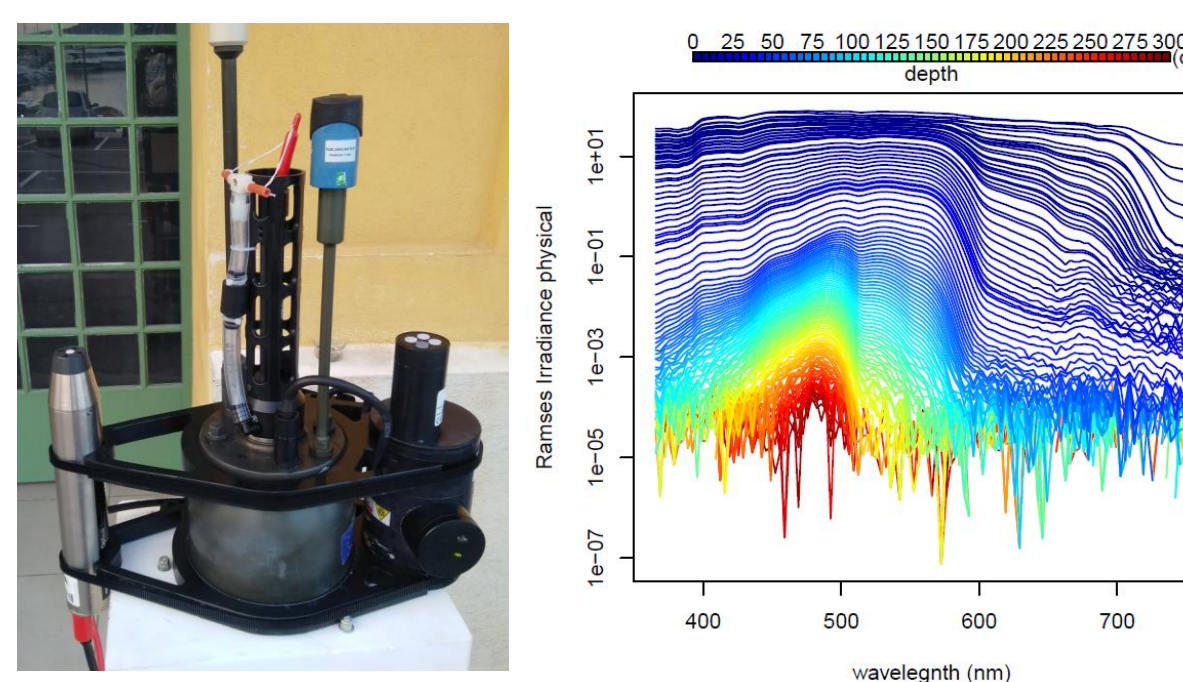 0 25 50 75 100 125 150 175 200 225 250 275 300
depth
Ramses Irradiance physical
1e+01
1e−01
1e−03
1e−05
1e−07
400 500 600 700
wavelegnth (nm)